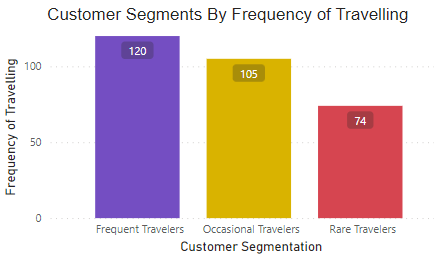 Customer Segments By Frequency of Travelling
Frequency of Travelling
100
50
0
120
105
74
Frequent Travelers
Occasional Travelers
Rare Travelers
Customer Segmentation